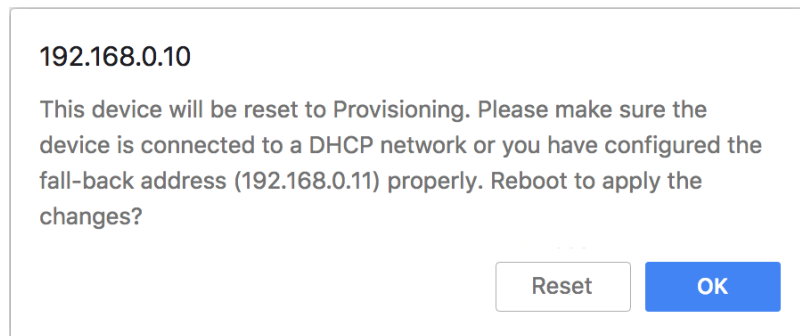 192.168.0.10
This device will be reset to Provisioning. Please make sure the
device is connected to a DHCP network or you have configured the
fall-back address (192.168.0.11) properly. Reboot to apply the
changes?
Reset
OK